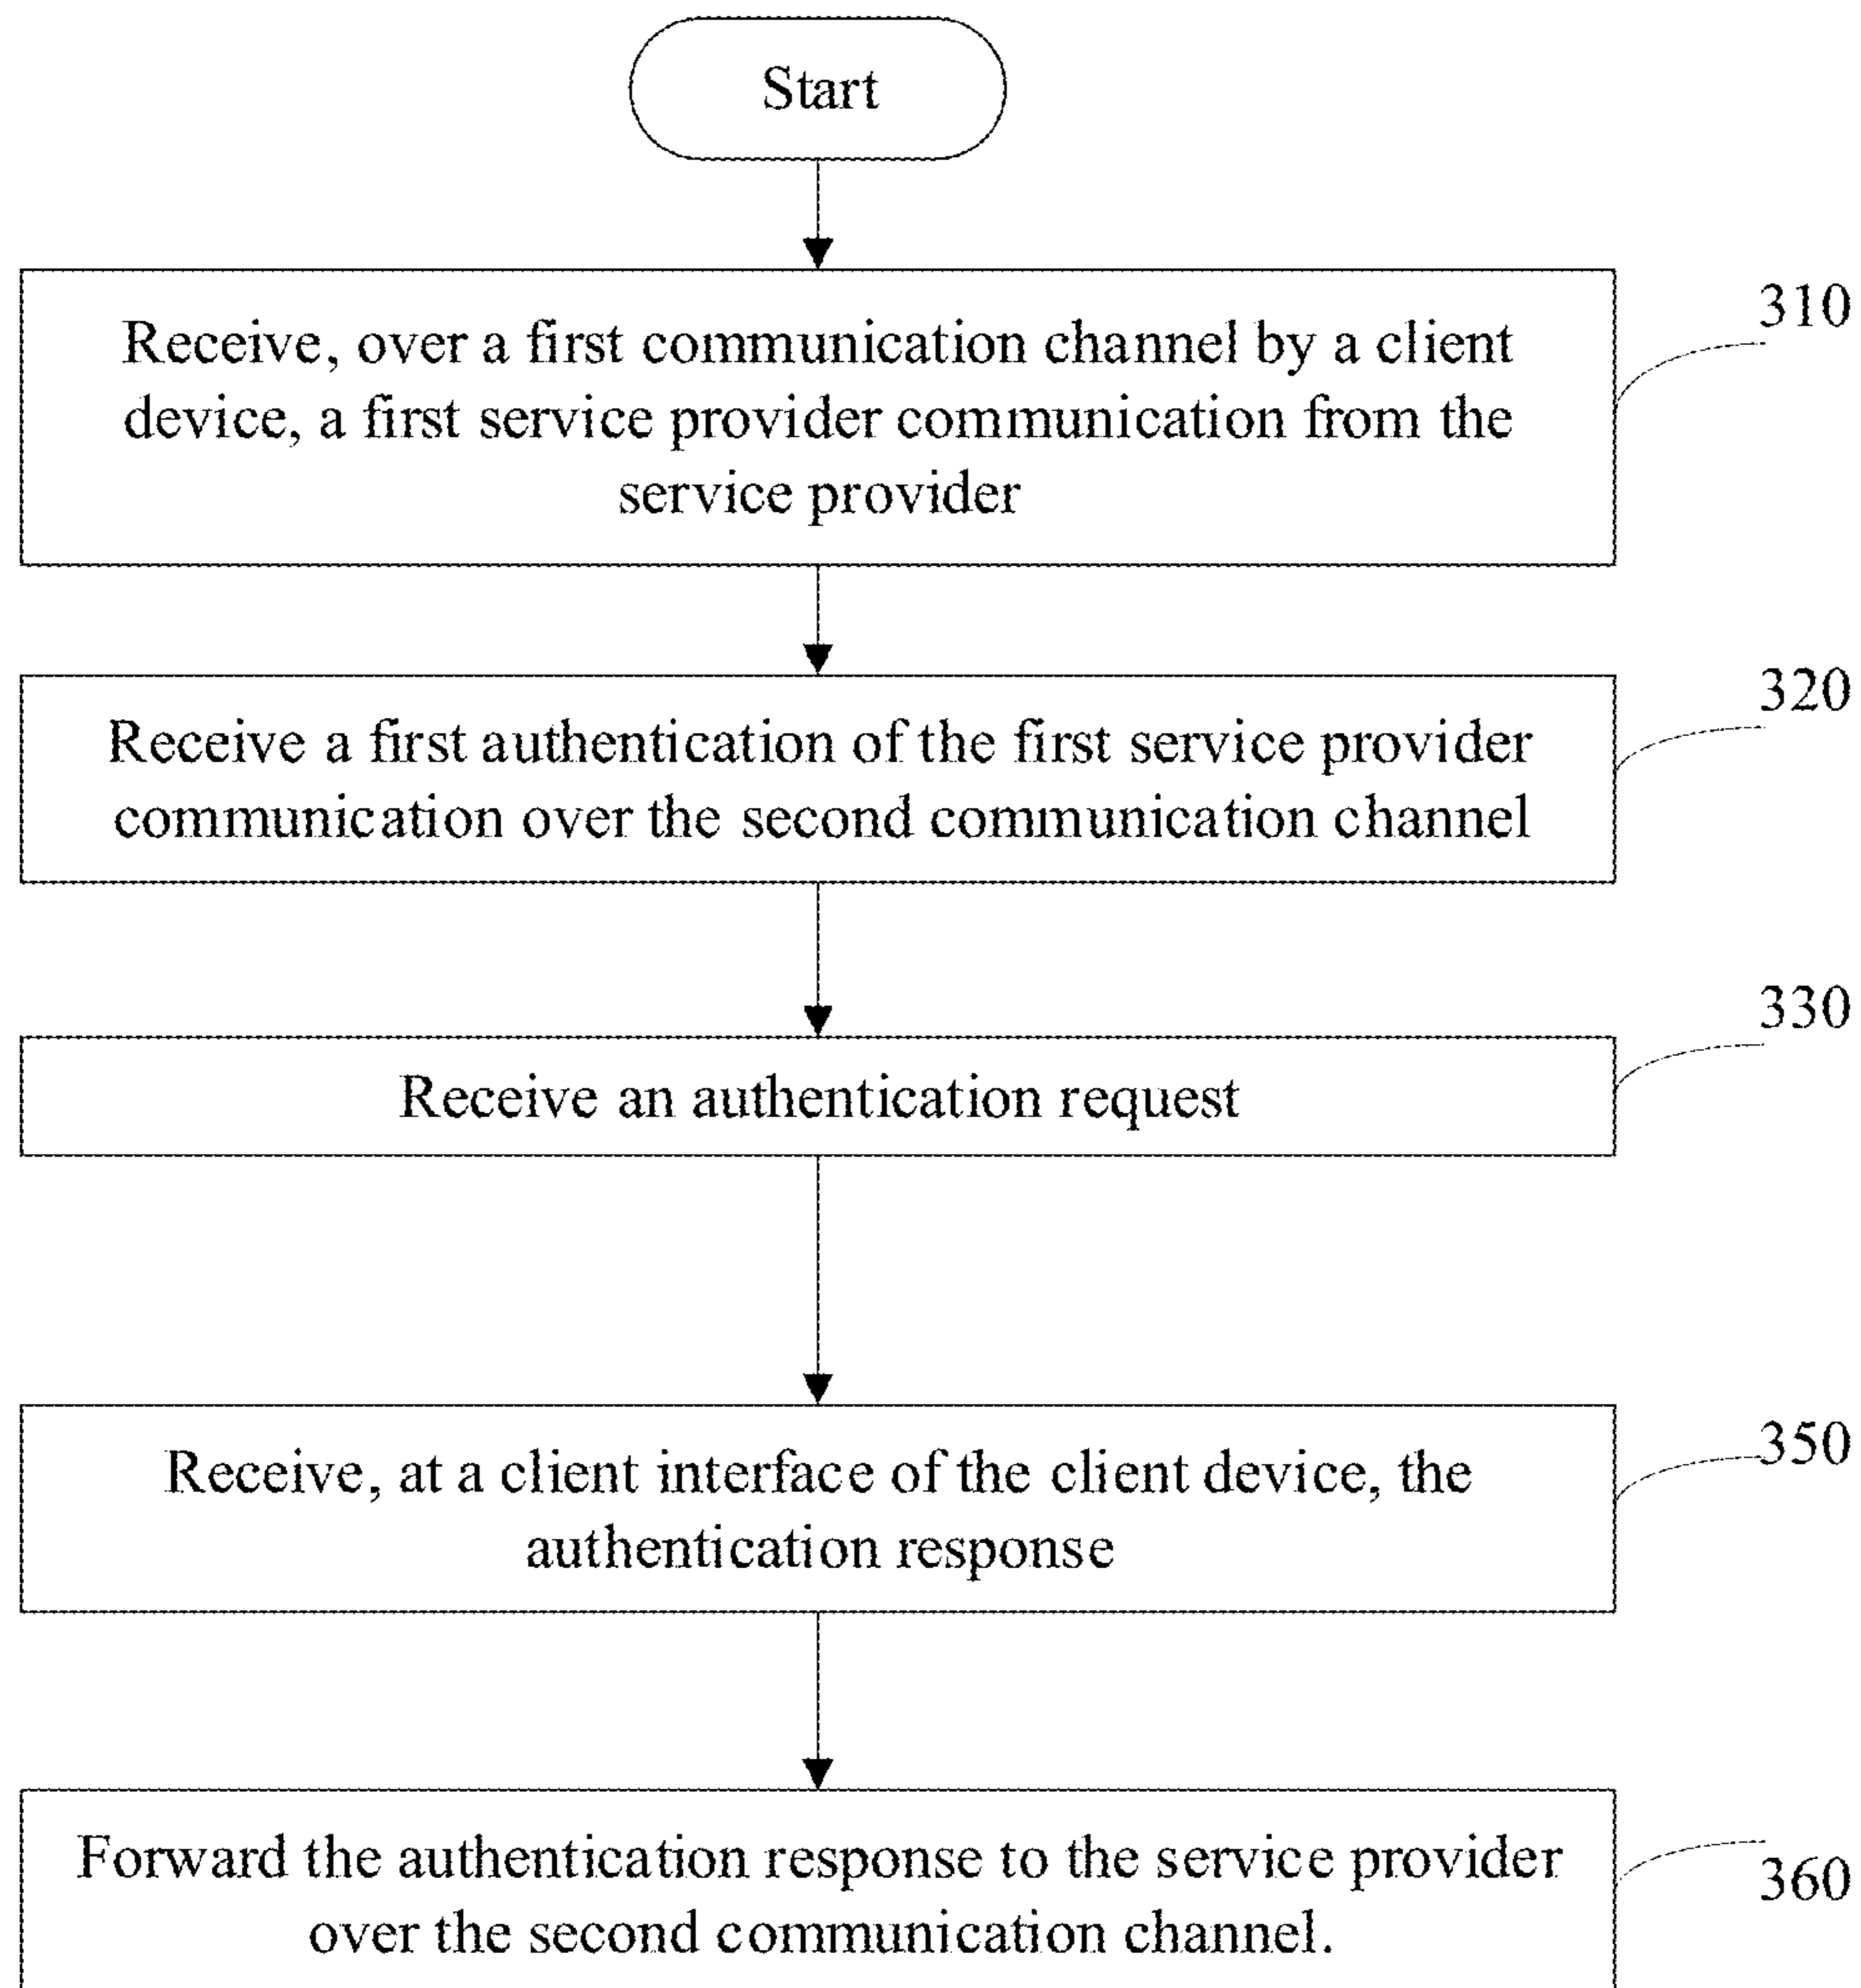 Start
310
Receive, over a first communication channel by a client
device, a first service provider communication from the
service provider
320
Receive a first authentication of the first service provider
communication over the second communication channel
330
Receive an authentication request
350
Receive, at a client interface of the client device, the
authentication response
360
Forward the authentication response to the service provider
over the second communication channel.